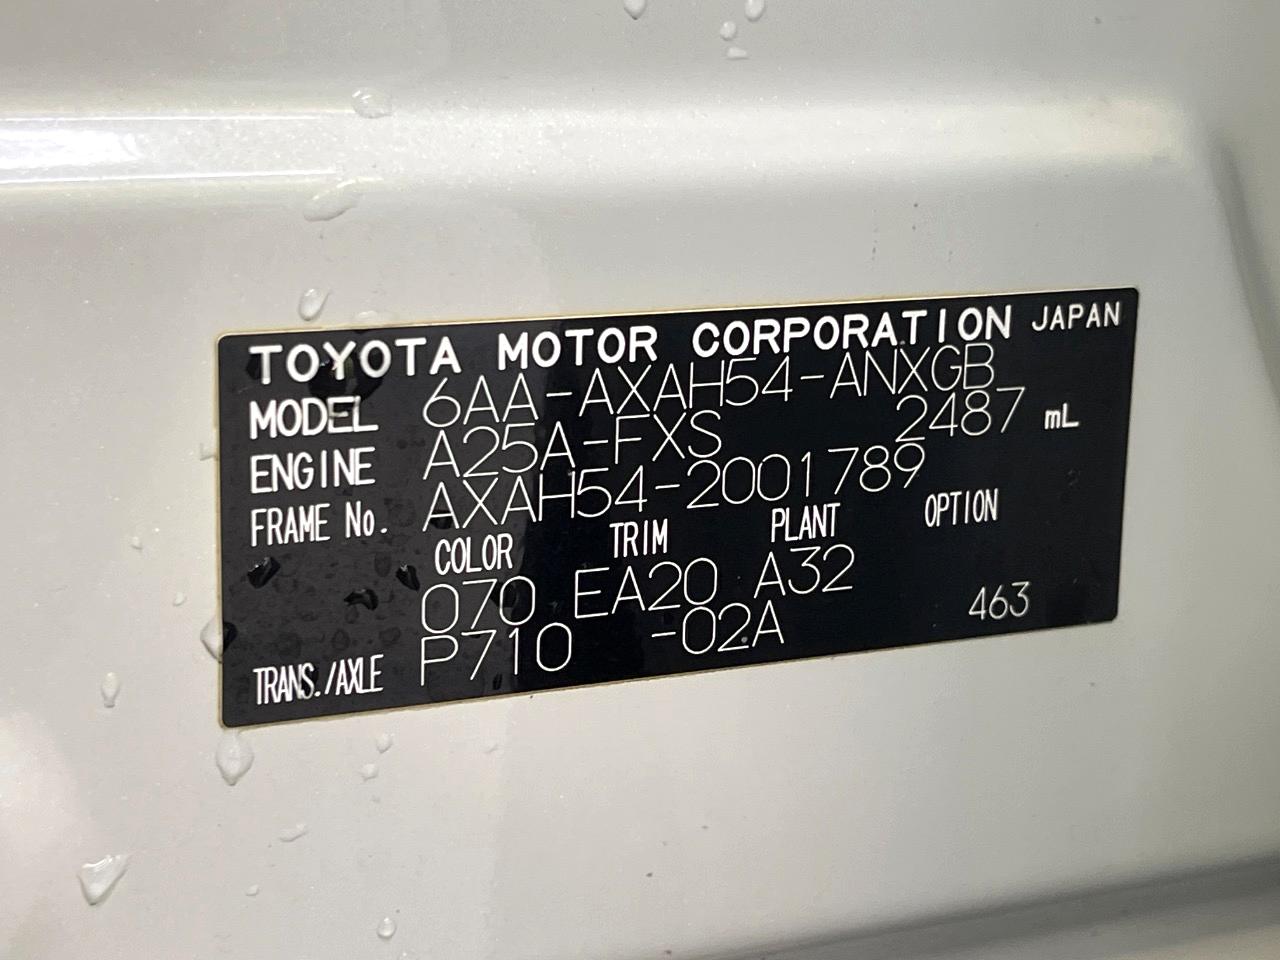 TOYOTA MOTOR CORPORATION JAPAN
MODEL 6AA-AXAH54-ANXGB
ENGINE A25A-FXS 2487 mL
FRAME No. AXAH54-2001789
COLOR TRIM PLANT OPTION
070 EA20 A32
TRANS./AXLE P710 -02A 463